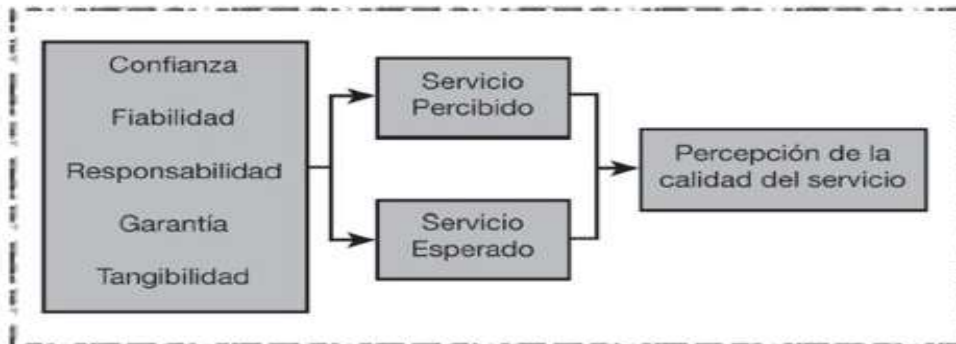 Confianza
Fiabilidad
Responsabilidad
Garantía
Tangibilidad
Servicio
Percibido
Servicio
Esperado
Percepción de la
calidad del servicio